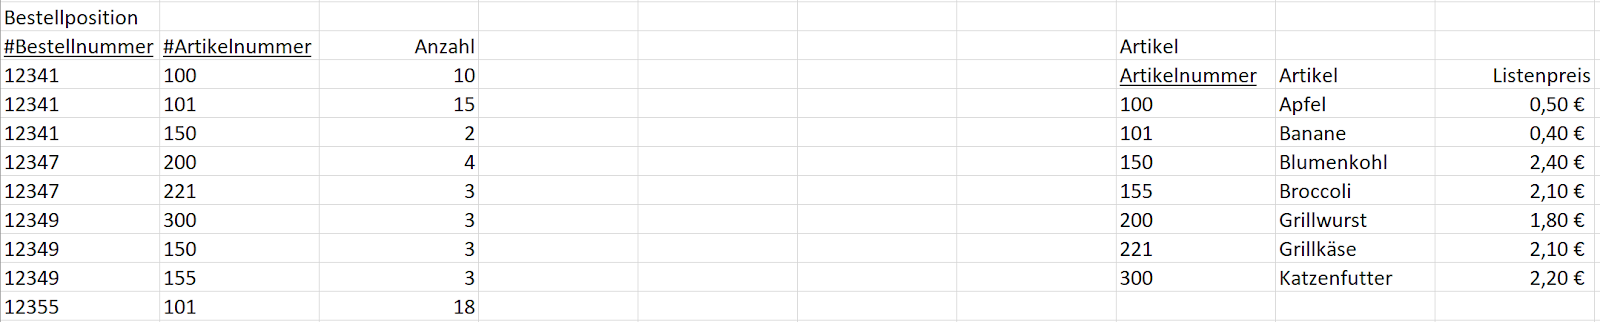 Bestellposition
#Bestellnummer #Artikelnummer Anzahl
12341 100 10
12341 101 15
12341 150 2
12347 200 4
12347 221 3
12349 300 3
12349 150 3
12349 155 3
12355 101 18
Artikel
Artikelnummer Artikel Listenpreis
100 Apfel 0,50 €
101 Banane 0,40 €
150 Blumenkohl 2,40 €
155 Broccoli 2,10 €
200 Grillwurst 1,80 €
221 Grillkäse 2,10 €
300 Katzenfutter 2,20 €